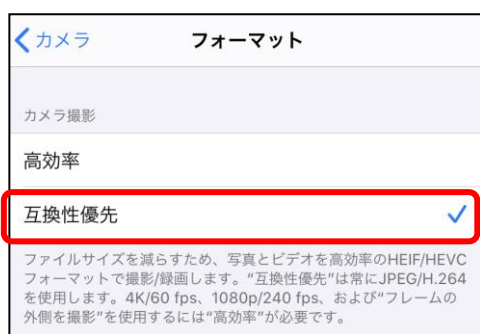 カメラ フォーマット
カメラ撮影
高効率
互換性優先
ファイルサイズを減らすため、写真とビデオを高効率のHEIF/HEVC
フォーマットで撮影/録画します。“互換性優先”は常にJPEG/H.264
を使用します。4K/60 fps、1080p/240 fps、および“フレームの
外側を撮影”を使用するには“高効率”が必要です。